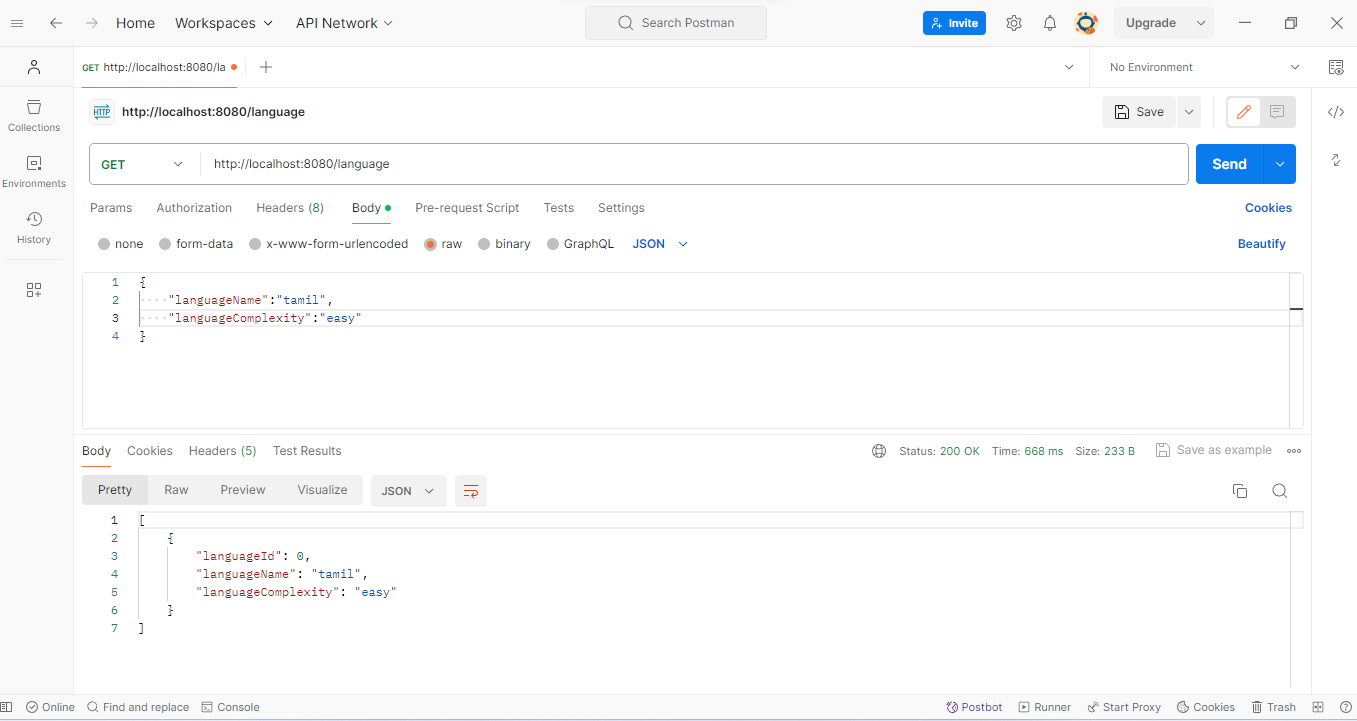 Home Workspaces API Network Search Postman Invite Upgrade
GET http://localhost:8080/la No Environment
HTTP http://localhost:8080/language Save
Collections
Environments
History
GET http://localhost:8080/language Send
Params Authorization Headers (8) Body Pre-request Script Tests Settings Cookies
none form-data x-www-form-urlencoded raw binary GraphQL JSON Beautify
1 {
2 ····"languageName":"tamil",
3 ····"languageComplexity":"easy"
4 }
Body Cookies Headers (5) Test Results Status: 200 OK Time: 668 ms Size: 233 B Save as example
Pretty Raw Preview Visualize JSON
1 [
2 {
3 "languageId": 0,
4 "languageName": "tamil",
5 "languageComplexity": "easy"
6 }
7 ]
Online Find and replace Console Postbot Runner Start Proxy Cookies Trash